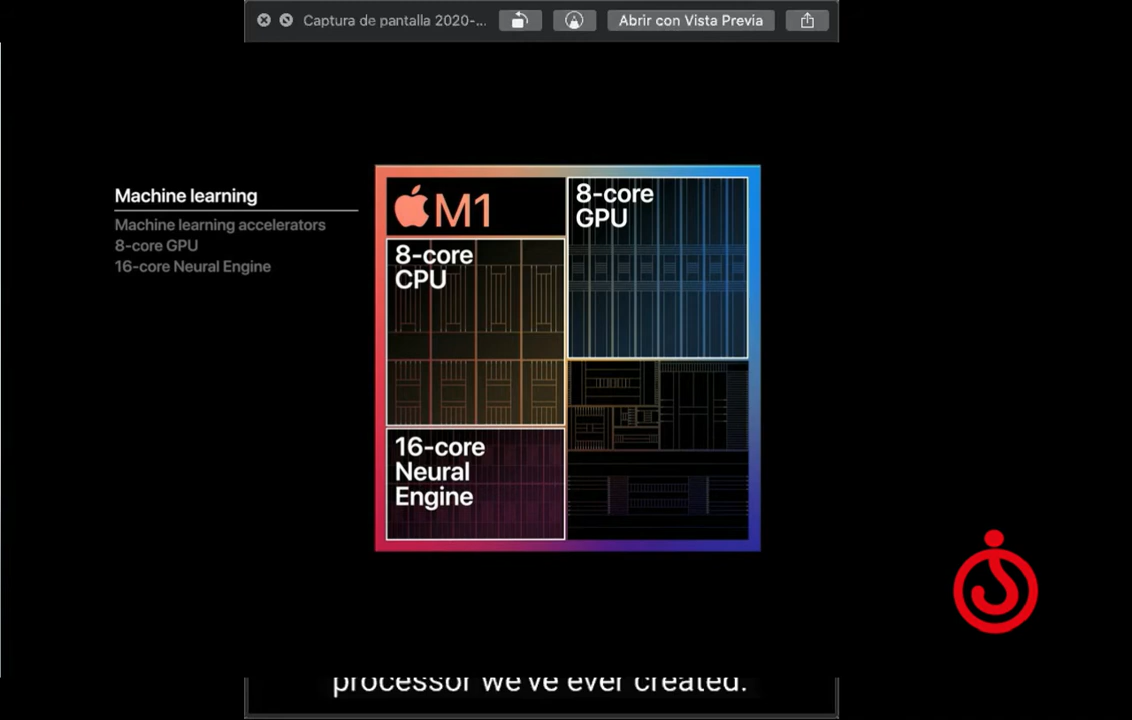 Captura de pantalla 2020-...
Abrir con Vista Previa
Machine learning
Machine learning accelerators
8-core GPU
16-core Neural Engine
M1
8-core
CPU
16-core
Neural
Engine
8-core
GPU
processor we've ever created.